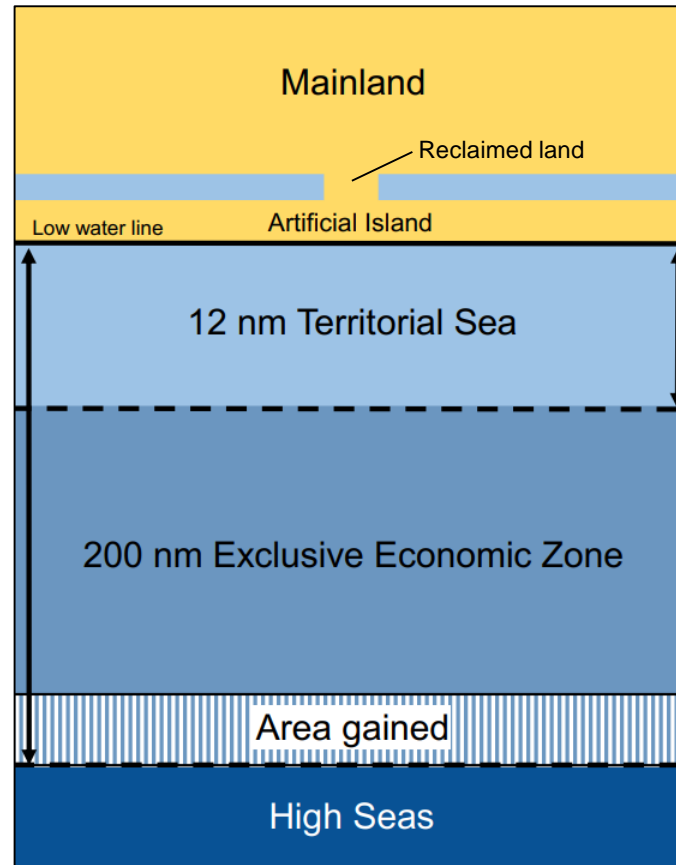 Mainland
Reclaimed land
Artificial Island
Low water line
12 nm Territorial Sea
200 nm Exclusive Economic Zone
Area gained
High Seas